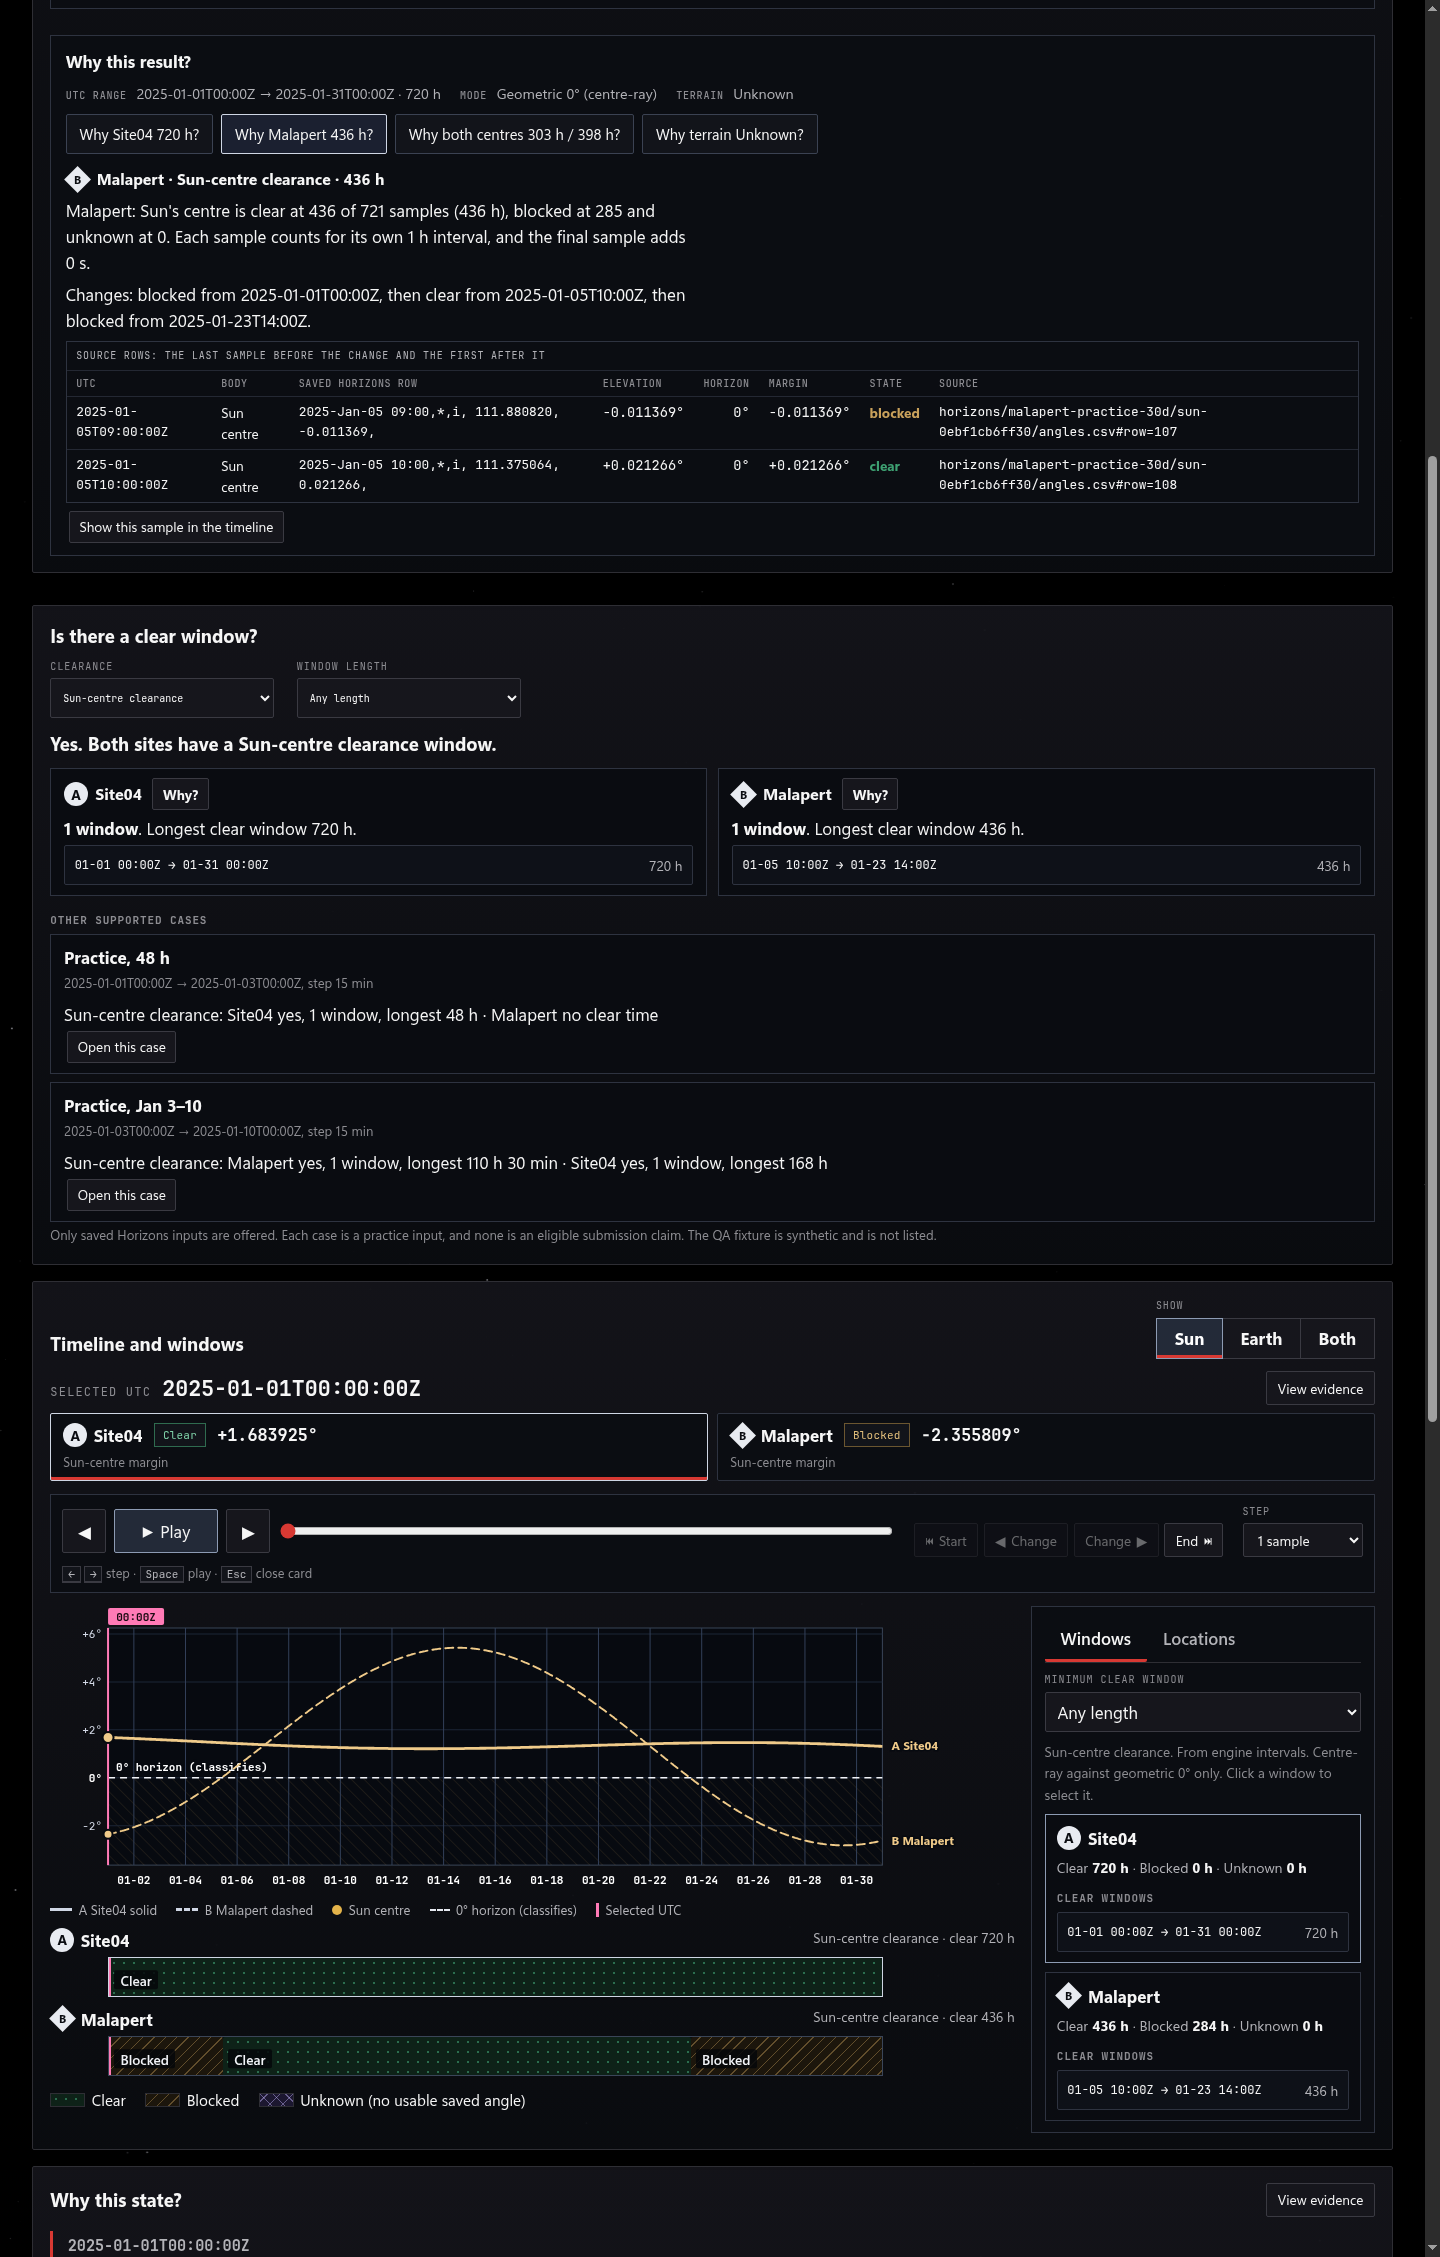 Why this result?
UTC RANGE 2025-01-01T00:00Z → 2025-01-31T00:00Z · 720 h MODE Geometric 0° (centre-ray) TERRAIN Unknown
Why Site04 720 h? Why Malapert 436 h? Why both centres 303 h / 398 h? Why terrain Unknown?
B Malapert · Sun-centre clearance · 436 h
Malapert: Sun's centre is clear at 436 of 721 samples (436 h), blocked at 285 and
unknown at 0. Each sample counts for its own 1 h interval, and the final sample adds
0 s.
Changes: blocked from 2025-01-01T00:00Z, then clear from 2025-01-05T10:00Z, then
blocked from 2025-01-23T14:00Z.
SOURCE ROWS: THE LAST SAMPLE BEFORE THE CHANGE AND THE FIRST AFTER IT
UTC BODY SAVED HORIZONS ROW ELEVATION HORIZON MARGIN STATE SOURCE
2025-01- Sun 2025-Jan-05 09:00,*,i, 111.880820, -0.011369° 0° -0.011369° blocked horizons/malapert-practice-30d/sun-
05T09:00:00Z centre -0.011369, 0ebf1cb6ff30/angles.csv#row=107
2025-01- Sun 2025-Jan-05 10:00,*,i, 111.375064, +0.021266° 0° +0.021266° clear horizons/malapert-practice-30d/sun-
05T10:00:00Z centre 0.021266, 0ebf1cb6ff30/angles.csv#row=108
Show this sample in the timeline
Is there a clear window?
CLEARANCE WINDOW LENGTH
Sun-centre clearance Any length
Yes. Both sites have a Sun-centre clearance window.
A Site04 Why? B Malapert Why?
1 window. Longest clear window 720 h. 1 window. Longest clear window 436 h.
01-01 00:00Z → 01-31 00:00Z 720 h 01-05 10:00Z → 01-23 14:00Z 436 h
OTHER SUPPORTED CASES
Practice, 48 h
2025-01-01T00:00Z → 2025-01-03T00:00Z, step 15 min
Sun-centre clearance: Site04 yes, 1 window, longest 48 h · Malapert no clear time
Open this case
Practice, Jan 3–10
2025-01-03T00:00Z → 2025-01-10T00:00Z, step 15 min
Sun-centre clearance: Malapert yes, 1 window, longest 110 h 30 min · Site04 yes, 1 window, longest 168 h
Open this case
Only saved Horizons inputs are offered. Each case is a practice input, and none is an eligible submission claim. The QA fixture is synthetic and is not listed.
SHOW
Timeline and windows Sun Earth Both
SELECTED UTC 2025-01-01T00:00:00Z View evidence
A Site04 Clear +1.683925° B Malapert Blocked -2.355809°
Sun-centre margin Sun-centre margin
STEP
◀ ▶ Play ▶ ⏮ Start ◀ Change Change ▶ End ⏭ 1 sample
← → step · Space play · Esc close card
00:00Z
+6°
+4°
+2°
0° horizon (classifies)
0°
-2°
A Site04
B Malapert
01-02 01-04 01-06 01-08 01-10 01-12 01-14 01-16 01-18 01-20 01-22 01-24 01-26 01-28 01-30
A Site04 solid B Malapert dashed Sun centre 0° horizon (classifies) Selected UTC
A Site04 Sun-centre clearance · clear 720 h
Clear
B Malapert Sun-centre clearance · clear 436 h
Blocked Clear Blocked
Clear Blocked Unknown (no usable saved angle)
Windows Locations
MINIMUM CLEAR WINDOW
Any length
Sun-centre clearance. From engine intervals. Centre-
ray against geometric 0° only. Click a window to
select it.
A Site04
Clear 720 h · Blocked 0 h · Unknown 0 h
CLEAR WINDOWS
01-01 00:00Z → 01-31 00:00Z 720 h
B Malapert
Clear 436 h · Blocked 284 h · Unknown 0 h
CLEAR WINDOWS
01-05 10:00Z → 01-23 14:00Z 436 h
Why this state? View evidence
2025-01-01T00:00:00Z